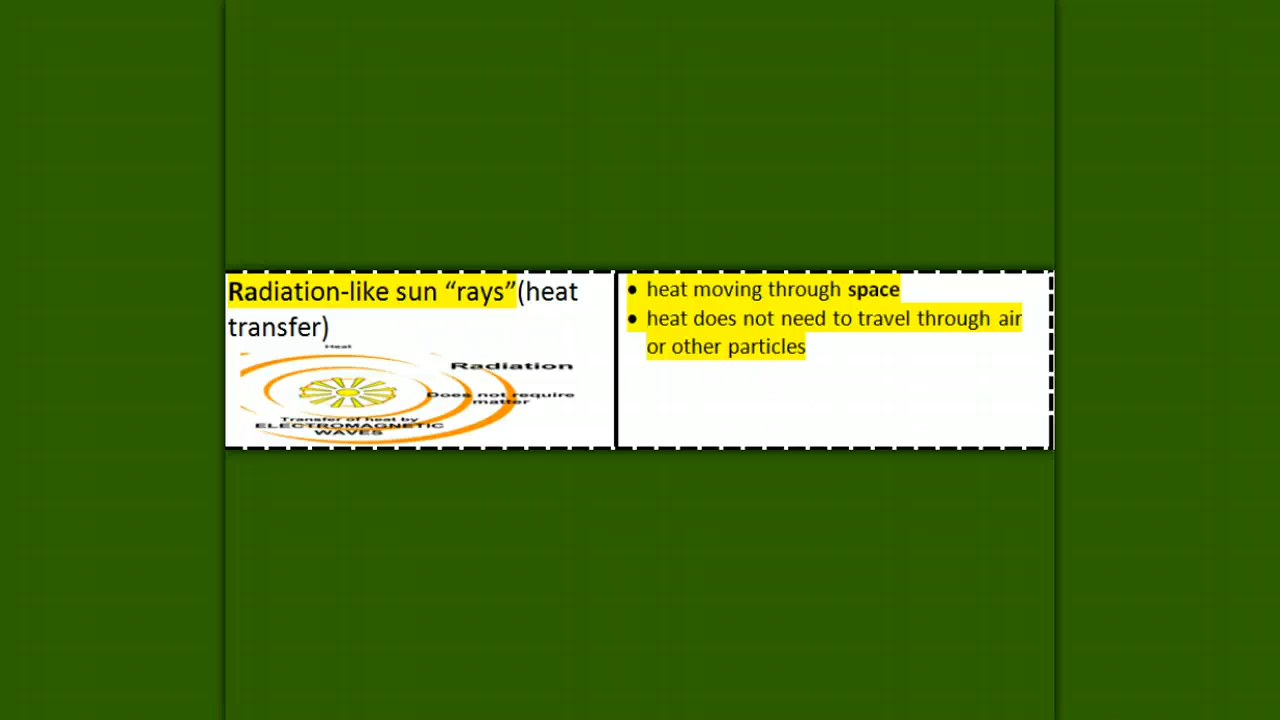 Radiation-like sun “rays”(heat
transfer)
Heat
Radiation
Does not require
matter
Transfer of heat by
ELECTROMAGNETIC
WAVES
• heat moving through space
• heat does not need to travel through air
or other particles